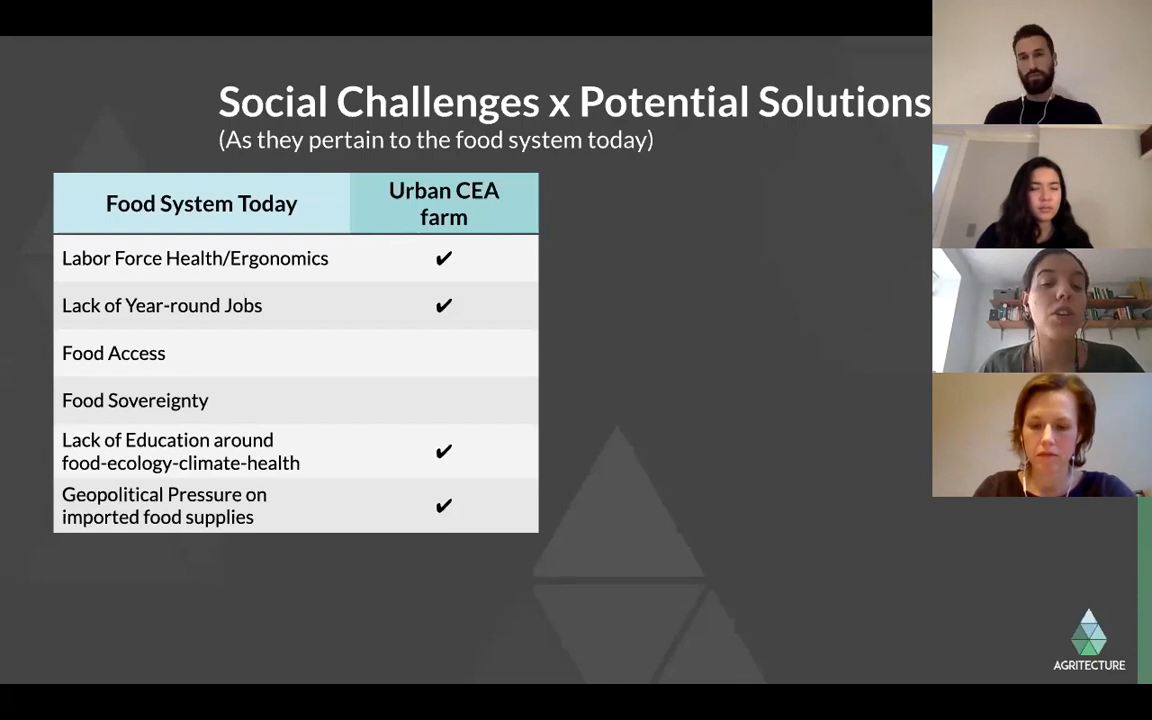 Social Challenges x Potential Solutions
(As they pertain to the food system today)
Food System Today
Urban CEA
farm
Labor Force Health/Ergonomics ✔
Lack of Year-round Jobs ✔
Food Access
Food Sovereignty
Lack of Education around
food-ecology-climate-health ✔
Geopolitical Pressure on
imported food supplies ✔
AGRITECTURE